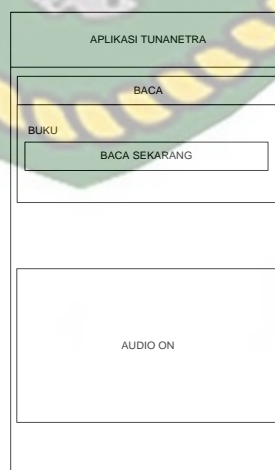 APLIKASI TUNANETRA
BACA
BUKU
BACA SEKARANG
AUDIO ON